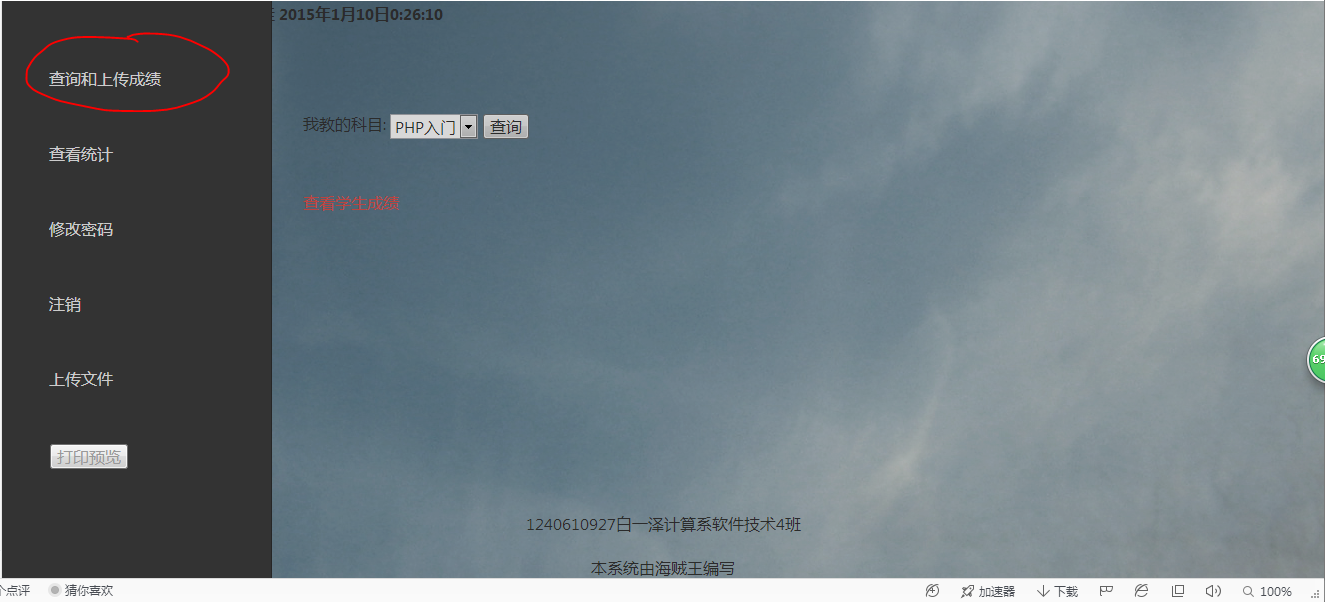 2015年1月10日0:26:10
查询和上传成绩
我教的科目: PHP入门 查询
查看统计
查看学生成绩
修改密码
注销
上传文件
打印预览
1240610927白一泽计算系软件技术4班
本系统由海贼王编写
69
个点评 猜你喜欢 加速器 下载 100%